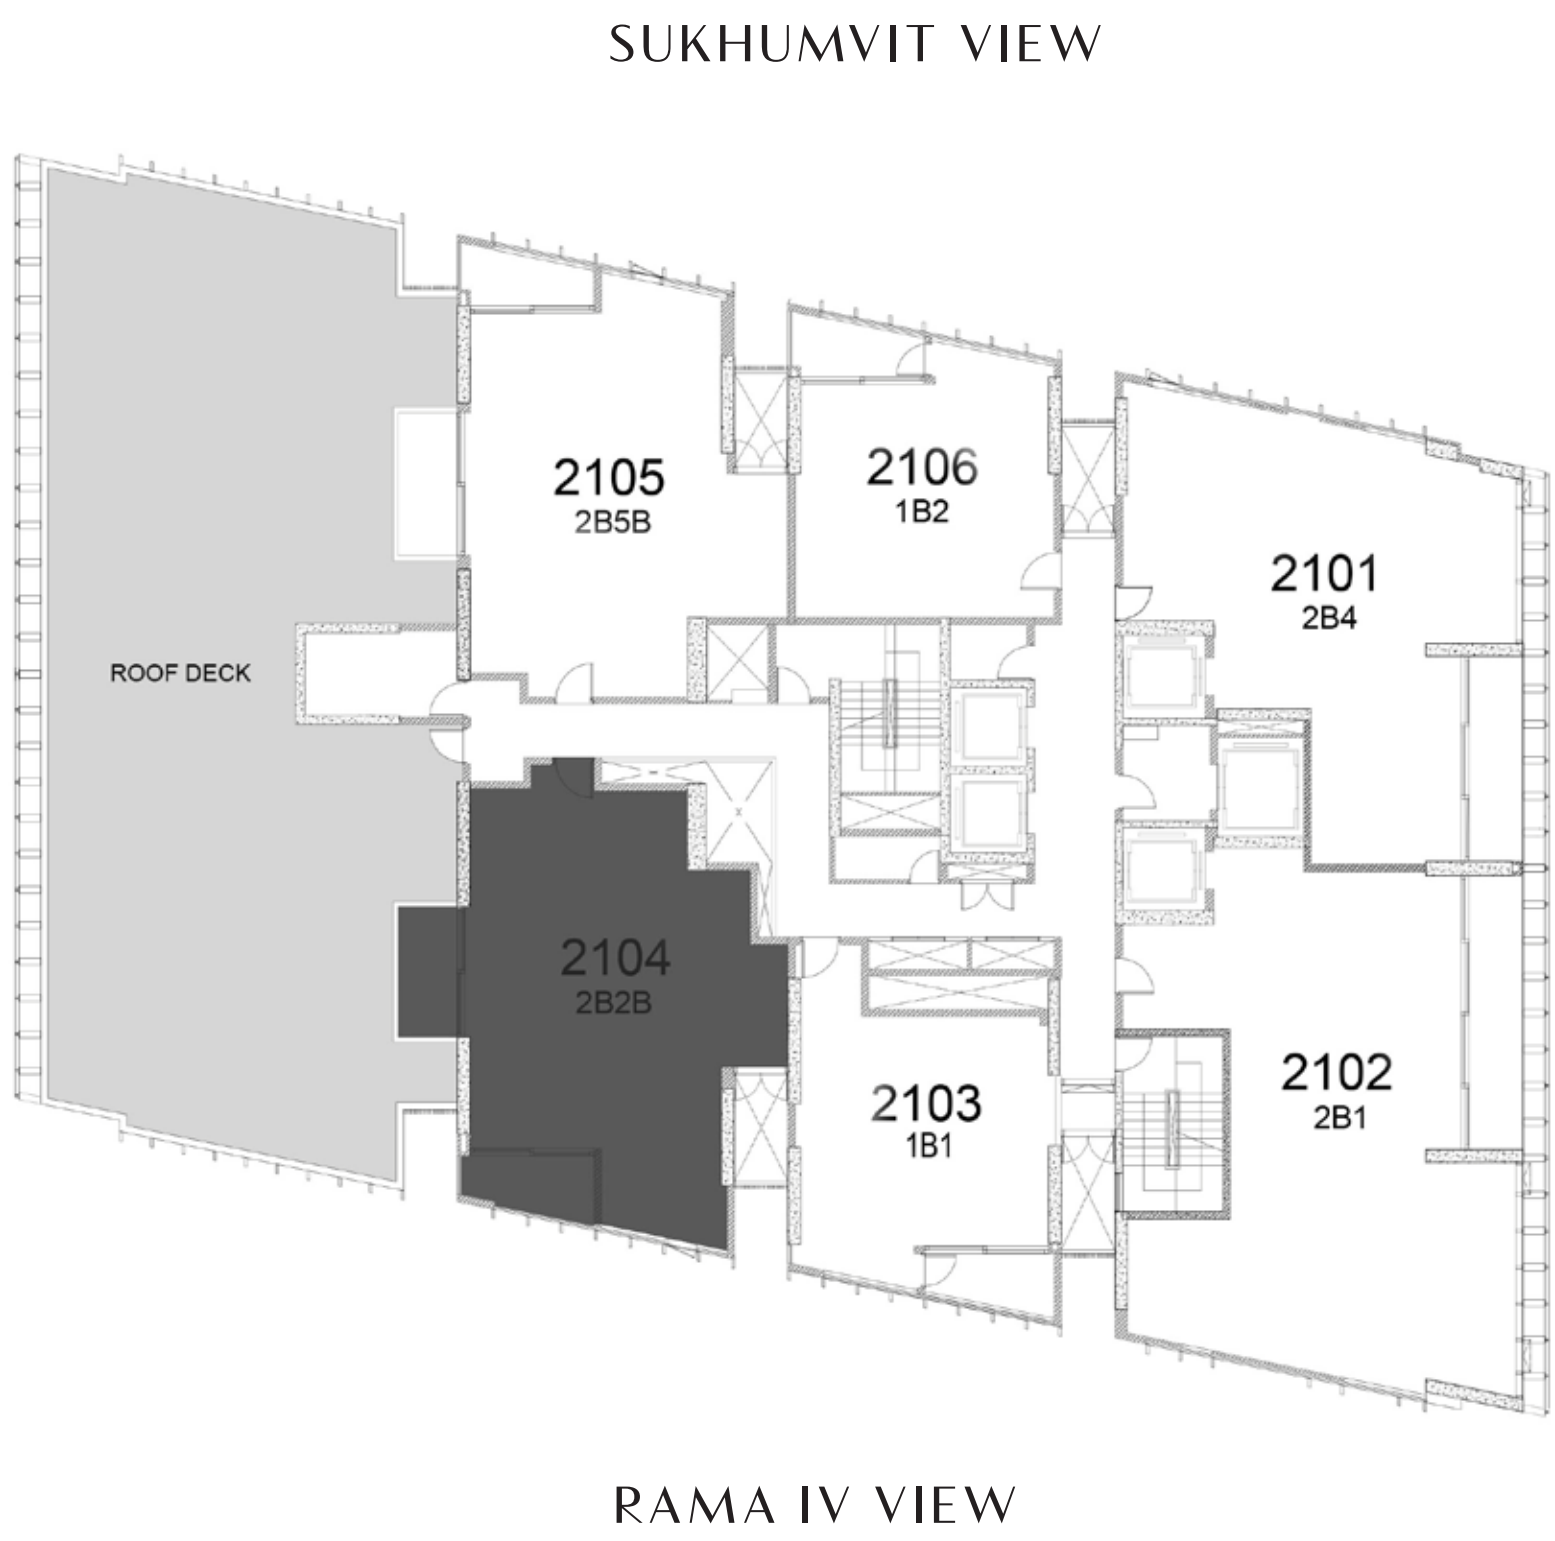 SUKHUMVIT VIEW
2105
2B5B
2106
1B2
2101
2B4
ROOF DECK
2104
2B2B
2103
1B1
2102
2B1
RAMA IV VIEW